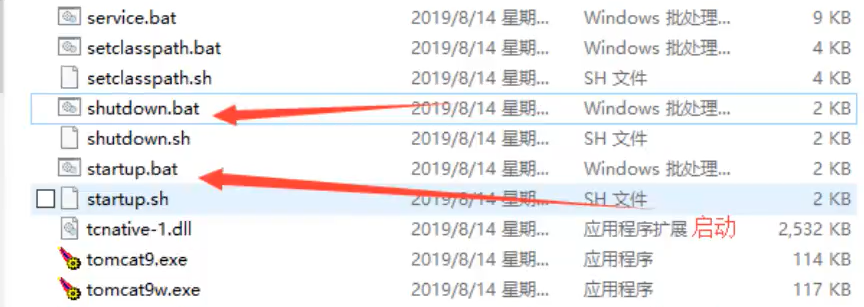 service.bat 2019/8/14 星期... Windows 批处理... 9 KB
setclasspath.bat 2019/8/14 星期... Windows 批处理... 4 KB
setclasspath.sh 2019/8/14 星期... SH 文件 4 KB
shutdown.bat 2019/8/14 星期... Windows 批处理... 2 KB
shutdown.sh 2019/8/14 星期... SH 文件 2 KB
startup.bat 2019/8/14 星期... Windows 批处理... 2 KB
startup.sh 2019/8/14 星期... SH 文件 2 KB
tcnative-1.dll 2019/8/14 星期... 应用程序扩展 启动 2,532 KB
tomcat9.exe 2019/8/14 星期... 应用程序 114 KB
tomcat9w.exe 2019/8/14 星期... 应用程序 117 KB